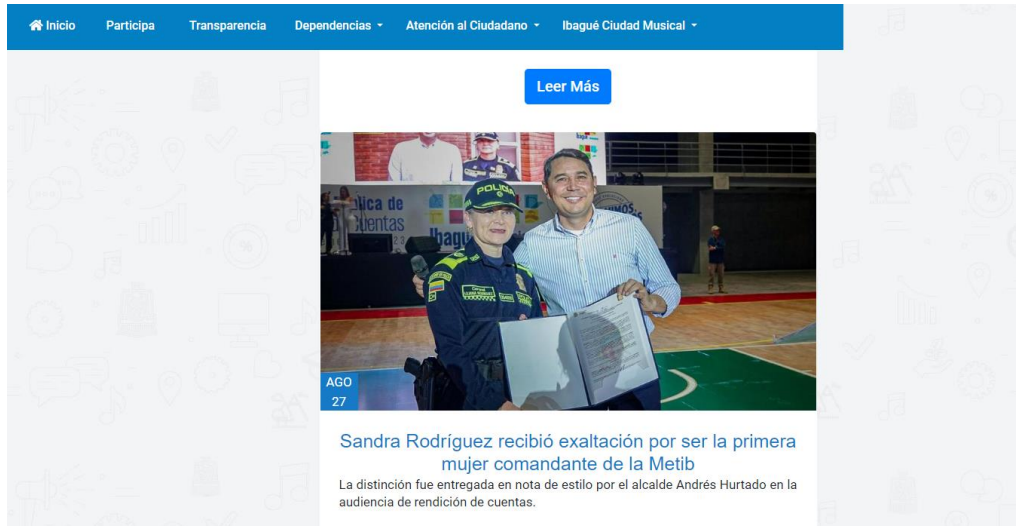 Inicio Participa Transparencia Dependencias Atención al Ciudadano Ibagué Ciudad Musical
Leer Más
POLICÍA
AGO
27
Sandra Rodríguez recibió exaltación por ser la primera
mujer comandante de la Metib
La distinción fue entregada en nota de estilo por el alcalde Andrés Hurtado en la
audiencia de rendición de cuentas.